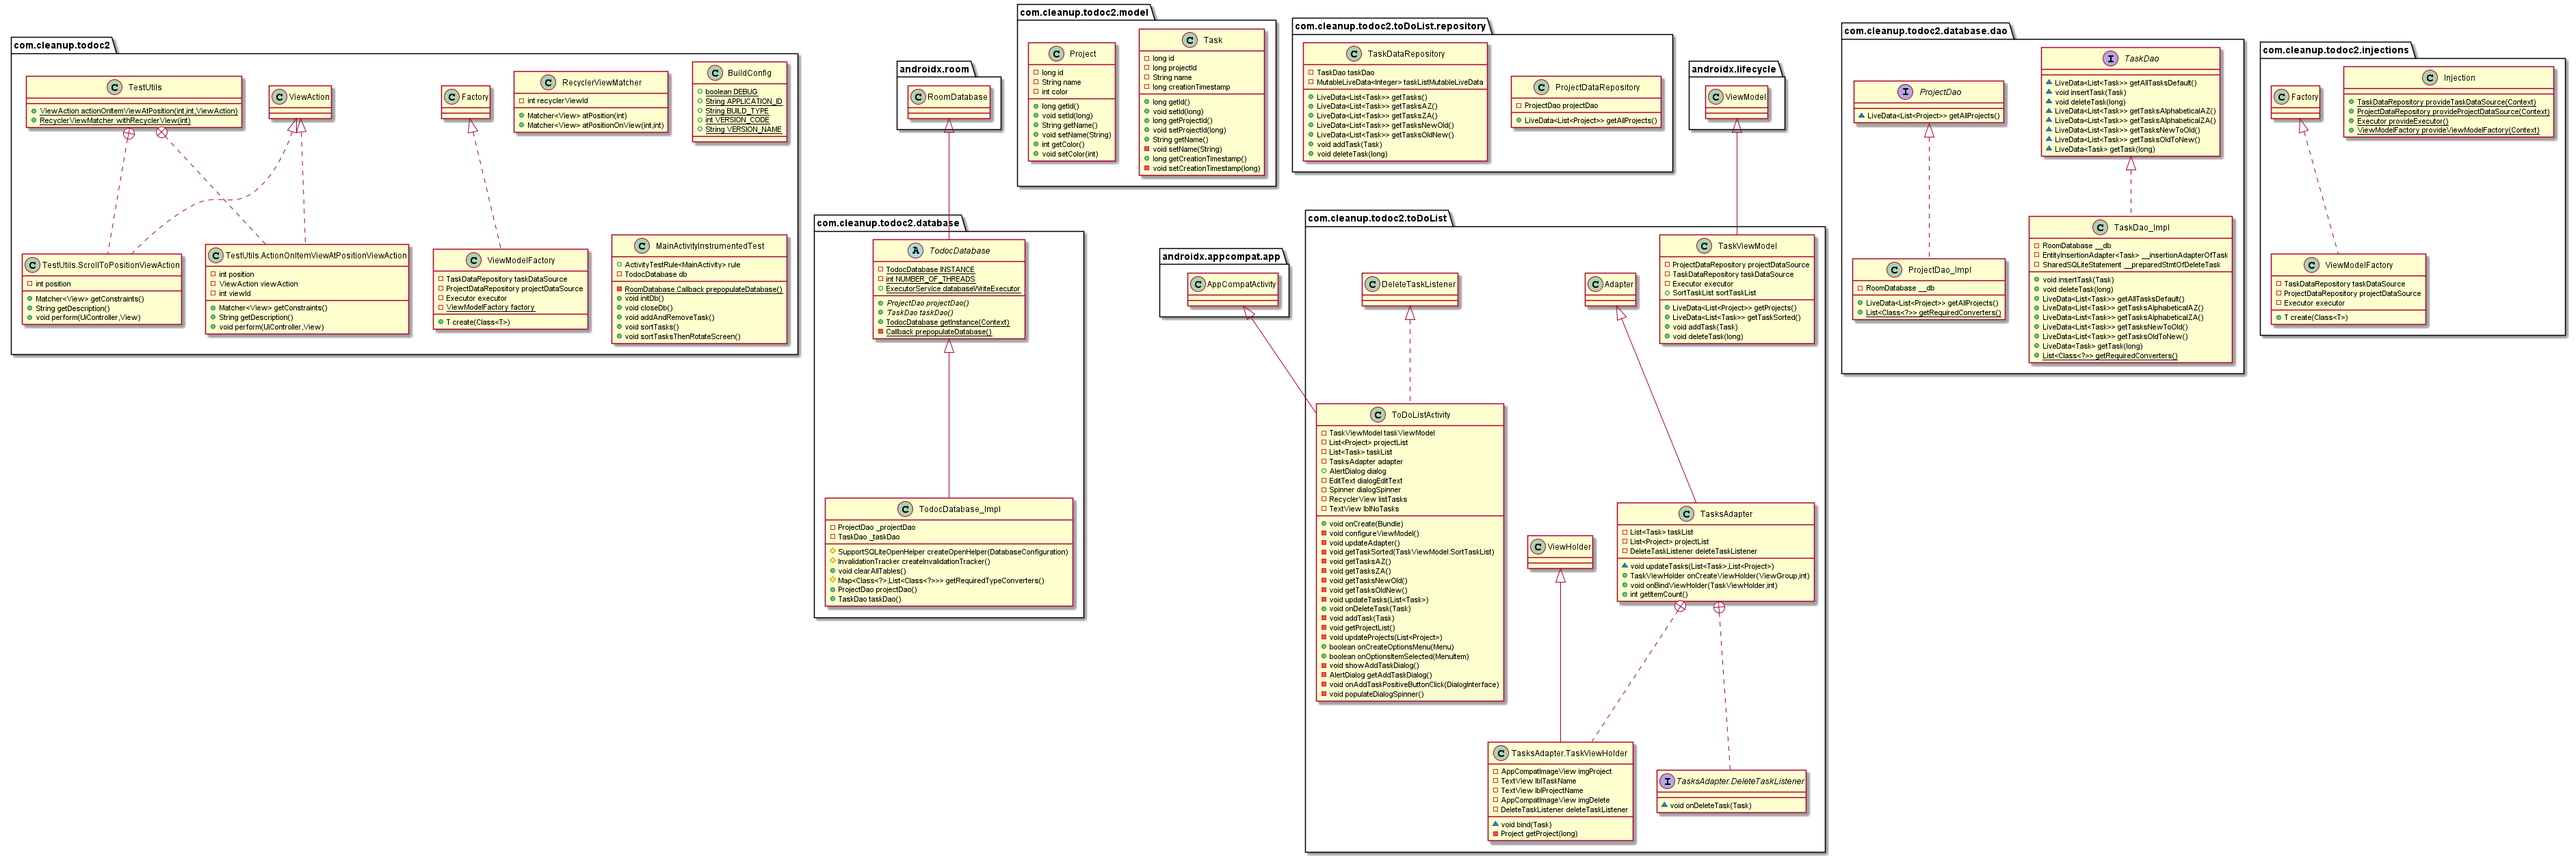 com.cleanup.todoc2
TestUtils
ViewAction actionOnItemViewAtPosition(int,int,ViewAction)
RecyclerViewMatcher withRecyclerView(int)
ViewAction
Factory
RecyclerViewMatcher
int recyclerViewId
Matcher<View> atPosition(int)
Matcher<View> atPositionOnView(int,int)
BuildConfig
boolean DEBUG
String APPLICATION_ID
String BUILD_TYPE
int VERSION_CODE
String VERSION_NAME
TestUtils.ScrollToPositionViewAction
int position
Matcher<View> getConstraints()
String getDescription()
void perform(UiController,View)
TestUtils.ActionOnItemViewAtPositionViewAction
int position
ViewAction viewAction
int viewId
Matcher<View> getConstraints()
String getDescription()
void perform(UiController,View)
ViewModelFactory
TaskDataRepository taskDataSource
ProjectDataRepository projectDataSource
Executor executor
ViewModelFactory factory
T create(Class<T>)
MainActivityInstrumentedTest
ActivityTestRule<MainActivity> rule
TodocDatabase db
RoomDatabase.Callback prepopulateDatabase()
void initDb()
void closeDb()
void addAndRemoveTask()
void sortTasks()
void sortTasksThenRotateScreen()
androidx.room
RoomDatabase
com.cleanup.todoc2.database
TodocDatabase
TodocDatabase INSTANCE
int NUMBER_OF_THREADS
ExecutorService databaseWriteExecutor
ProjectDao projectDao()
TaskDao taskDao()
TodocDatabase getInstance(Context)
Callback prepopulateDatabase()
TodocDatabase_Impl
ProjectDao _projectDao
TaskDao _taskDao
SupportSQLiteOpenHelper createOpenHelper(DatabaseConfiguration)
InvalidationTracker createInvalidationTracker()
void clearAllTables()
Map<Class<?>,List<Class<?>>> getRequiredTypeConverters()
ProjectDao projectDao()
TaskDao taskDao()
com.cleanup.todoc2.model
Project
long id
String name
int color
long getId()
void setId(long)
String getName()
void setName(String)
int getColor()
void setColor(int)
Task
long id
long projectId
String name
long creationTimestamp
long getId()
void setId(long)
long getProjectId()
void setProjectId(long)
String getName()
void setName(String)
long getCreationTimestamp()
void setCreationTimestamp(long)
com.cleanup.todoc2.toDoList.repository
TaskDataRepository
TaskDao taskDao
MutableLiveData<Integer> taskListMutableLiveData
LiveData<List<Task>> getTasks()
LiveData<List<Task>> getTasksAZ()
LiveData<List<Task>> getTasksZA()
LiveData<List<Task>> getTasksNewOld()
LiveData<List<Task>> getTasksOldNew()
void addTask(Task)
void deleteTask(long)
ProjectDataRepository
ProjectDao projectDao
LiveData<List<Project>> getAllProjects()
androidx.lifecycle
ViewModel
androidx.appcompat.app
AppCompatActivity
com.cleanup.todoc2.toDoList
DeleteTaskListener
Adapter
TaskViewModel
ProjectDataRepository projectDataSource
TaskDataRepository taskDataSource
Executor executor
SortTaskList sortTaskList
LiveData<List<Project>> getProjects()
LiveData<List<Task>> getTaskSorted()
void addTask(Task)
void deleteTask(long)
ToDoListActivity
TaskViewModel taskViewModel
List<Project> projectList
List<Task> taskList
TasksAdapter adapter
AlertDialog dialog
EditText dialogEditText
Spinner dialogSpinner
RecyclerView listTasks
TextView lblNoTasks
void onCreate(Bundle)
void configureViewModel()
void updateAdapter()
void getTaskSorted(TaskViewModel.SortTaskList)
void getTasksAZ()
void getTasksZA()
void getTasksNewOld()
void getTasksOldNew()
void updateTasks(List<Task>)
void onDeleteTask(Task)
void addTask(Task)
void getProjectList()
void updateProjects(List<Project>)
boolean onCreateOptionsMenu(Menu)
boolean onOptionsItemSelected(MenuItem)
void showAddTaskDialog()
AlertDialog getAddTaskDialog()
void onAddTaskPositiveButtonClick(DialogInterface)
void populateDialogSpinner()
ViewHolder
TasksAdapter
List<Task> taskList
List<Project> projectList
DeleteTaskListener deleteTaskListener
void updateTasks(List<Task>,List<Project>)
TaskViewHolder onCreateViewHolder(ViewGroup,int)
void onBindViewHolder(TaskViewHolder,int)
int getItemCount()
TasksAdapter.TaskViewHolder
AppCompatImageView imgProject
TextView lblTaskName
TextView lblProjectName
AppCompatImageView imgDelete
DeleteTaskListener deleteTaskListener
void bind(Task)
Project getProject(long)
TasksAdapter.DeleteTaskListener
void onDeleteTask(Task)
com.cleanup.todoc2.database.dao
ProjectDao
LiveData<List<Project>> getAllProjects()
TaskDao
LiveData<List<Task>> getAllTasksDefault()
void insertTask(Task)
void deleteTask(long)
LiveData<List<Task>> getTasksAlphabeticalAZ()
LiveData<List<Task>> getTasksAlphabeticalZA()
LiveData<List<Task>> getTasksNewToOld()
LiveData<List<Task>> getTasksOldToNew()
LiveData<Task> getTask(long)
ProjectDao_Impl
RoomDatabase __db
LiveData<List<Project>> getAllProjects()
List<Class<?>> getRequiredConverters()
TaskDao_Impl
RoomDatabase __db
EntityInsertionAdapter<Task> __insertionAdapterOfTask
SharedSQLiteStatement __preparedStmtOfDeleteTask
void insertTask(Task)
void deleteTask(long)
LiveData<List<Task>> getAllTasksDefault()
LiveData<List<Task>> getTasksAlphabeticalAZ()
LiveData<List<Task>> getTasksAlphabeticalZA()
LiveData<List<Task>> getTasksNewToOld()
LiveData<List<Task>> getTasksOldToNew()
LiveData<Task> getTask(long)
List<Class<?>> getRequiredConverters()
com.cleanup.todoc2.injections
Factory
Injection
TaskDataRepository provideTaskDataSource(Context)
ProjectDataRepository provideProjectDataSource(Context)
Executor provideExecutor()
ViewModelFactory provideViewModelFactory(Context)
ViewModelFactory
TaskDataRepository taskDataSource
ProjectDataRepository projectDataSource
Executor executor
T create(Class<T>)